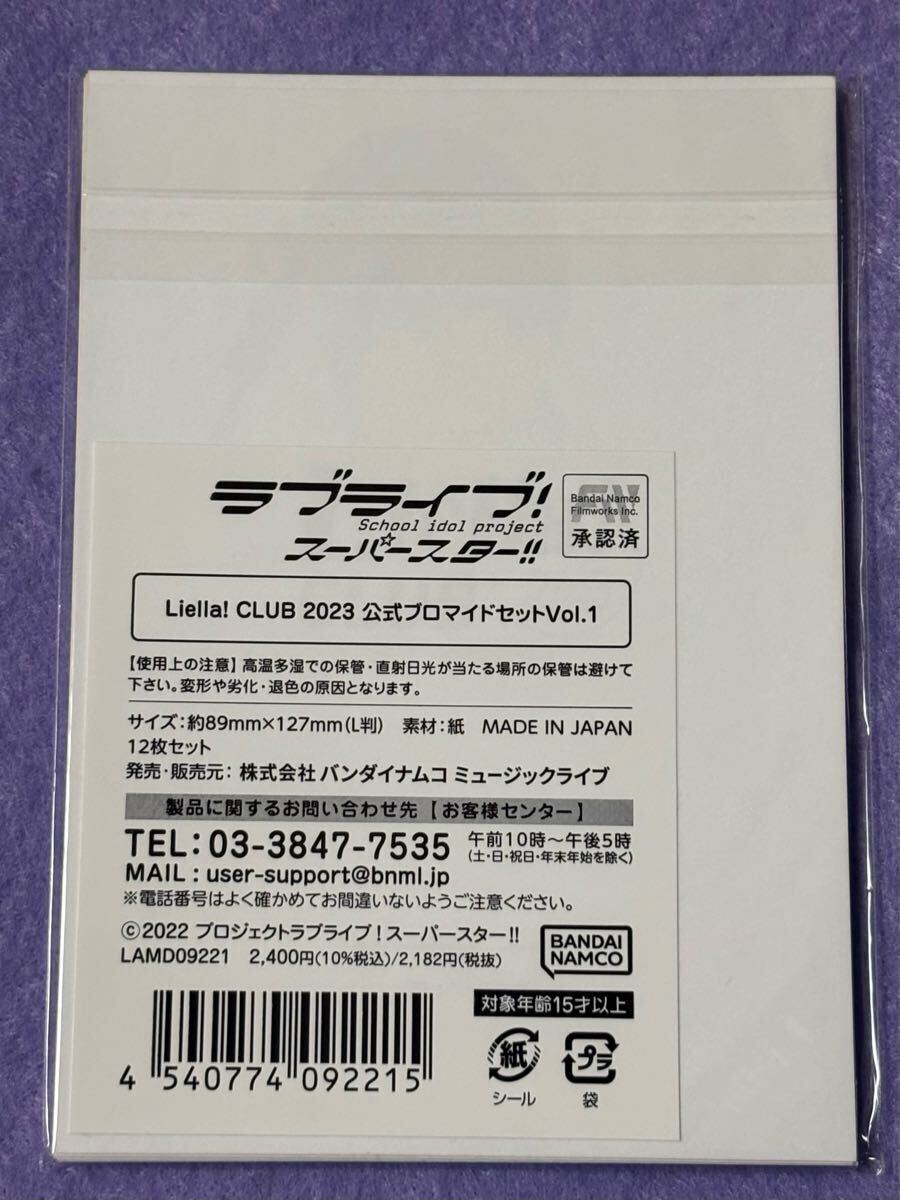 ラブライブ!
School idol project
スーパースター!!
Bandai Namco
Filmworks Inc.
承認済
Liella! CLUB 2023 公式ブロマイドセットVol.1
【使用上の注意】高温多湿での保管・直射日光が当たる場所の保管は避けて
下さい。変形や劣化・退色の原因となります。
サイズ：約89mm×127mm(L判) 素材：紙 MADE IN JAPAN
12枚セット
発売・販売元：株式会社 バンダイナムコ ミュージックライブ
製品に関するお問い合わせ先【お客様センター】
TEL：03-3847-7535 午前10時～午後5時
(土・日・祝日・年末年始を除く)
MAIL：user-support@bnml.jp
※電話番号はよく確かめてお間違いないようご注意ください。
©2022 プロジェクトラブライブ！スーパースター!!
LAMD09221 2,400円(10%税込)/2,182円(税抜)
BANDAI
NAMCO
対象年齢15才以上
4 540774 092215
紙
シール
プラ
袋